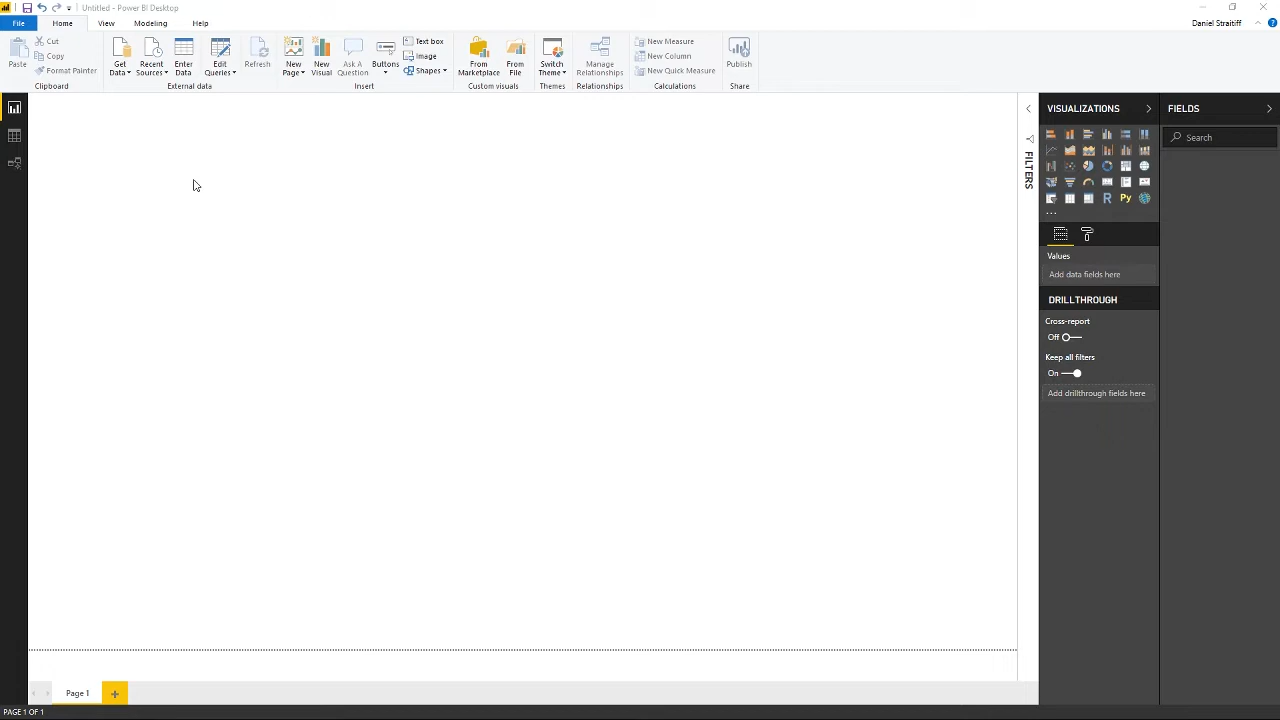 Untitled - Power BI Desktop
File
Home
View
Modeling
Help
Daniel Straitiff
Paste
Cut
Copy
Format Painter
Clipboard
Get Data
Recent Sources
Enter Data
Edit Queries
Refresh
External data
New Page
New Visual
Ask A Question
Buttons
Text box
Image
Shapes
Insert
From Marketplace
From File
Custom visuals
Switch Theme
Themes
Manage Relationships
Relationships
New Measure
New Column
New Quick Measure
Calculations
Publish
Share
FILTERS
VISUALIZATIONS
R
Py
Values
Add data fields here
DRILLTHROUGH
Cross-report
Off
Keep all filters
On
Add drillthrough fields here
FIELDS
Search
Page 1
PAGE 1 OF 1